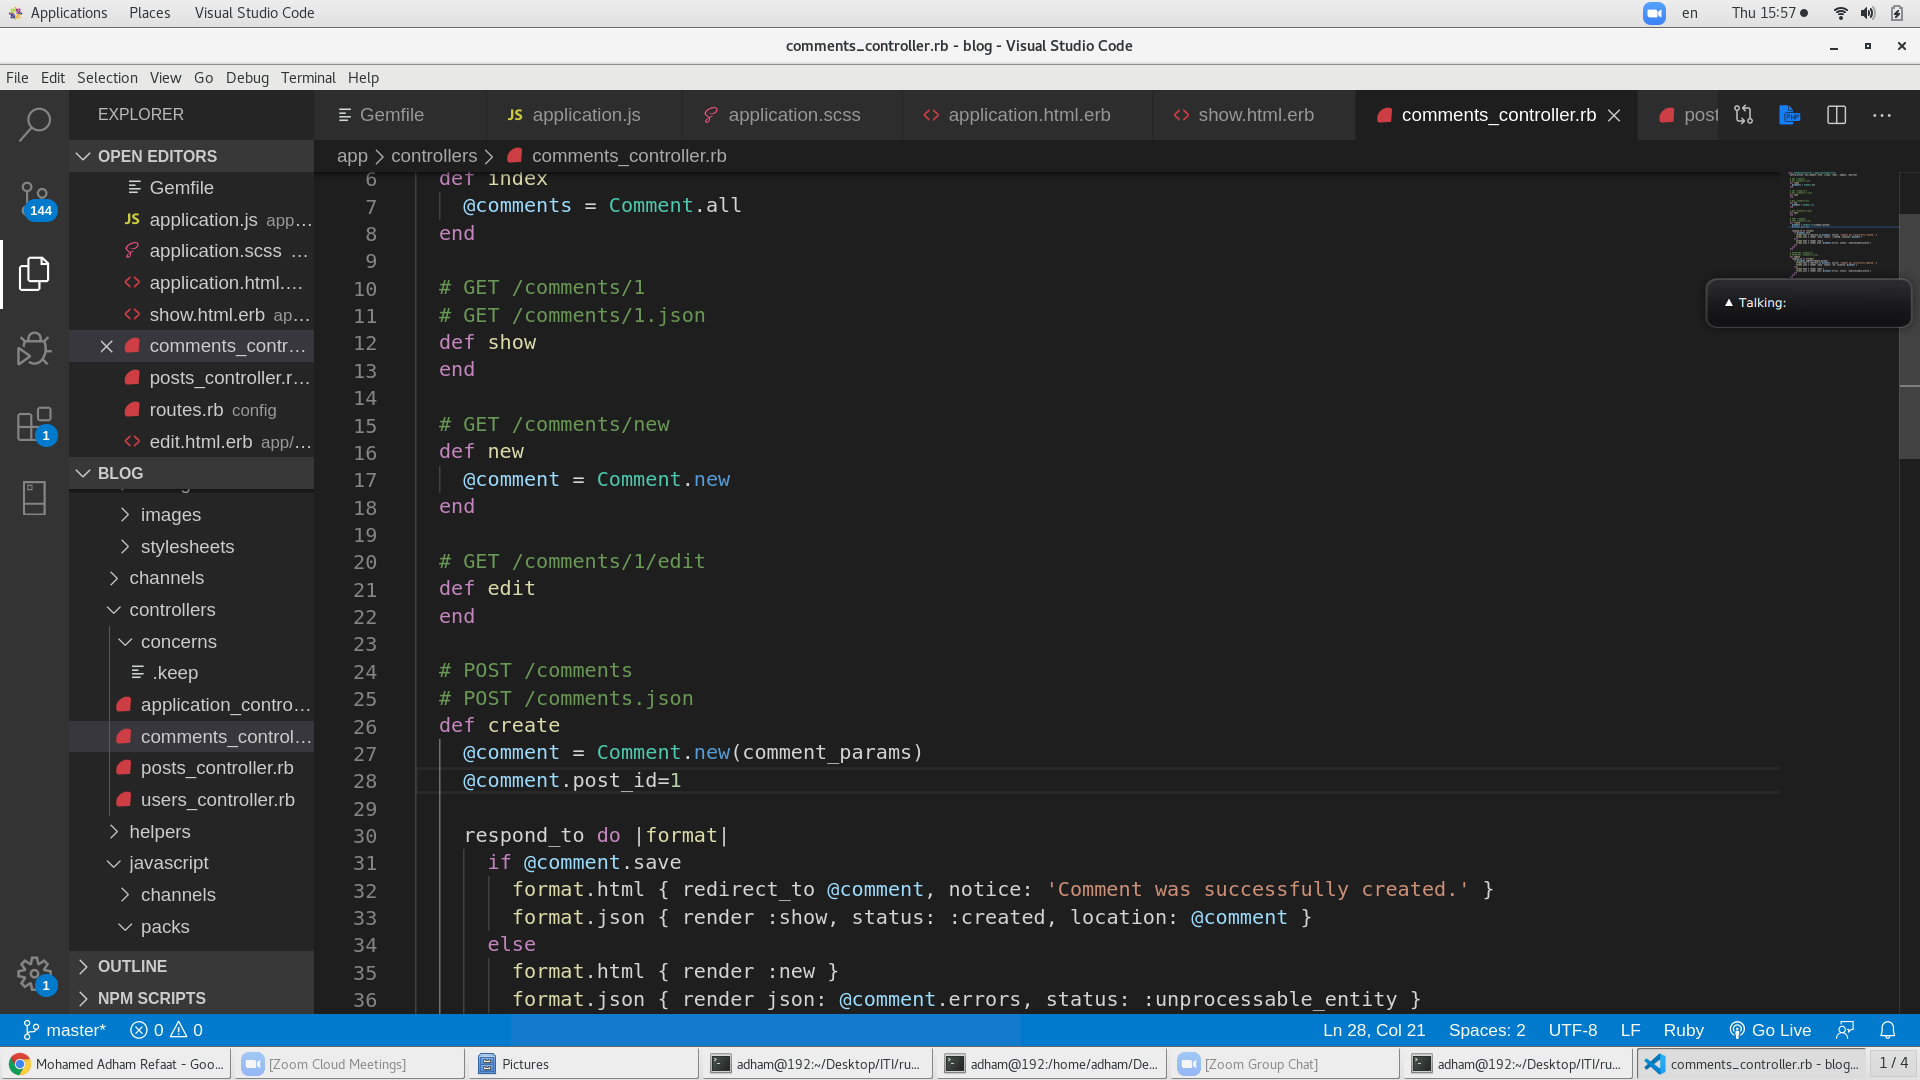 Applications Places Visual Studio Code en Thu 15:57
comments_controller.rb - blog - Visual Studio Code
File Edit Selection View Go Debug Terminal Help
EXPLORER
Gemfile
JS application.js
application.scss
application.html.erb
show.html.erb
comments_controller.rb
post
OPEN EDITORS
Gemfile
JS application.js app...
application.scss ...
application.html....
show.html.erb ap...
comments_contr...
posts_controller.r...
routes.rb config
edit.html.erb app/...
144
1
1
BLOG
images
stylesheets
channels
controllers
concerns
.keep
application_contro...
comments_control...
posts_controller.rb
users_controller.rb
helpers
javascript
channels
packs
OUTLINE
NPM SCRIPTS
app > controllers > comments_controller.rb
6 def index
7 @comments = Comment.all
8 end
9
10 # GET /comments/1
11 # GET /comments/1.json
12 def show
13 end
14
15 # GET /comments/new
16 def new
17 @comment = Comment.new
18 end
19
20 # GET /comments/1/edit
21 def edit
22 end
23
24 # POST /comments
25 # POST /comments.json
26 def create
27 @comment = Comment.new(comment_params)
28 @comment.post_id=1
29
30 respond_to do |format|
31 if @comment.save
32 format.html { redirect_to @comment, notice: 'Comment was successfully created.' }
33 format.json { render :show, status: :created, location: @comment }
34 else
35 format.html { render :new }
36 format.json { render json: @comment.errors, status: :unprocessable_entity }
Talking:
master* 0 0 Ln 28, Col 21 Spaces: 2 UTF-8 LF Ruby Go Live
Mohamed Adham Refaat - Goo...
[Zoom Cloud Meetings]
Pictures
adham@192:~/Desktop/ITI/ru...
adham@192:/home/adham/De...
[Zoom Group Chat]
adham@192:~/Desktop/ITI/ru...
comments_controller.rb - blog...
1 / 4